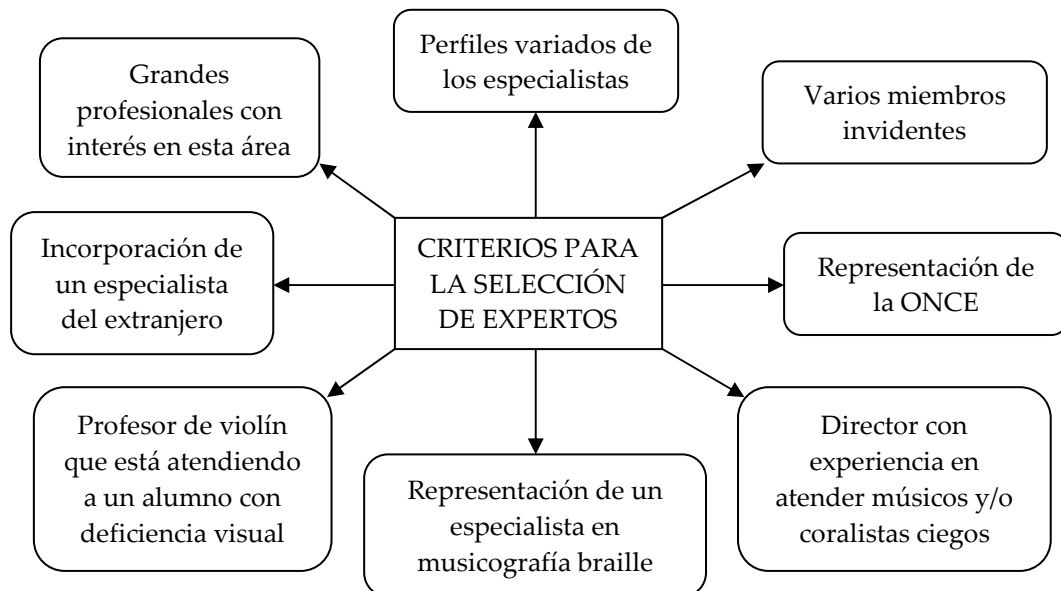 Perfiles variados de
los especialistas
Grandes
profesionales con
interés en esta área
Varios miembros
invidentes
Incorporación de
un especialista
del extranjero
CRITERIOS PARA
LA SELECCIÓN
DE EXPERTOS
Representación de
la ONCE
Profesor de violín
que está atendiendo
a un alumno con
deficiencia visual
Representación de un
especialista en
musicografía braille
Director con
experiencia en
atender músicos y/o
coralistas ciegos